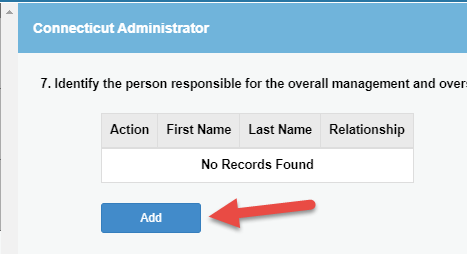 Connecticut Administrator
7. Identify the person responsible for the overall management and over
Action First Name Last Name Relationship
No Records Found
Add